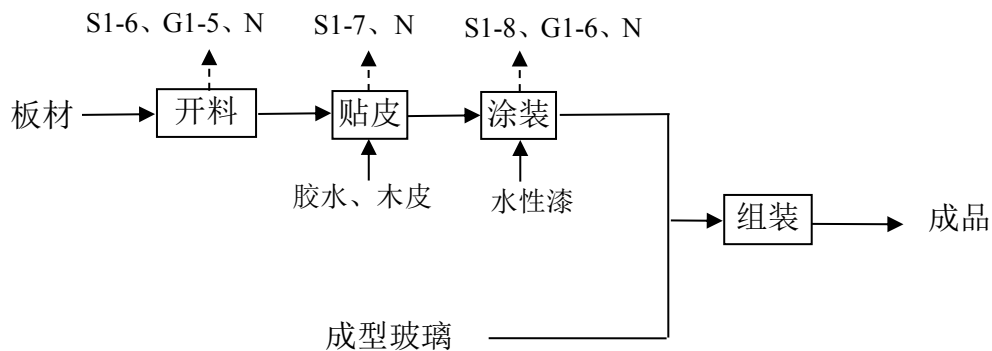 S1-6、G1-5、N
S1-7、N
S1-8、G1-6、N
板材
开料
贴皮
涂装
胶水、木皮
水性漆
组装
成品
成型玻璃